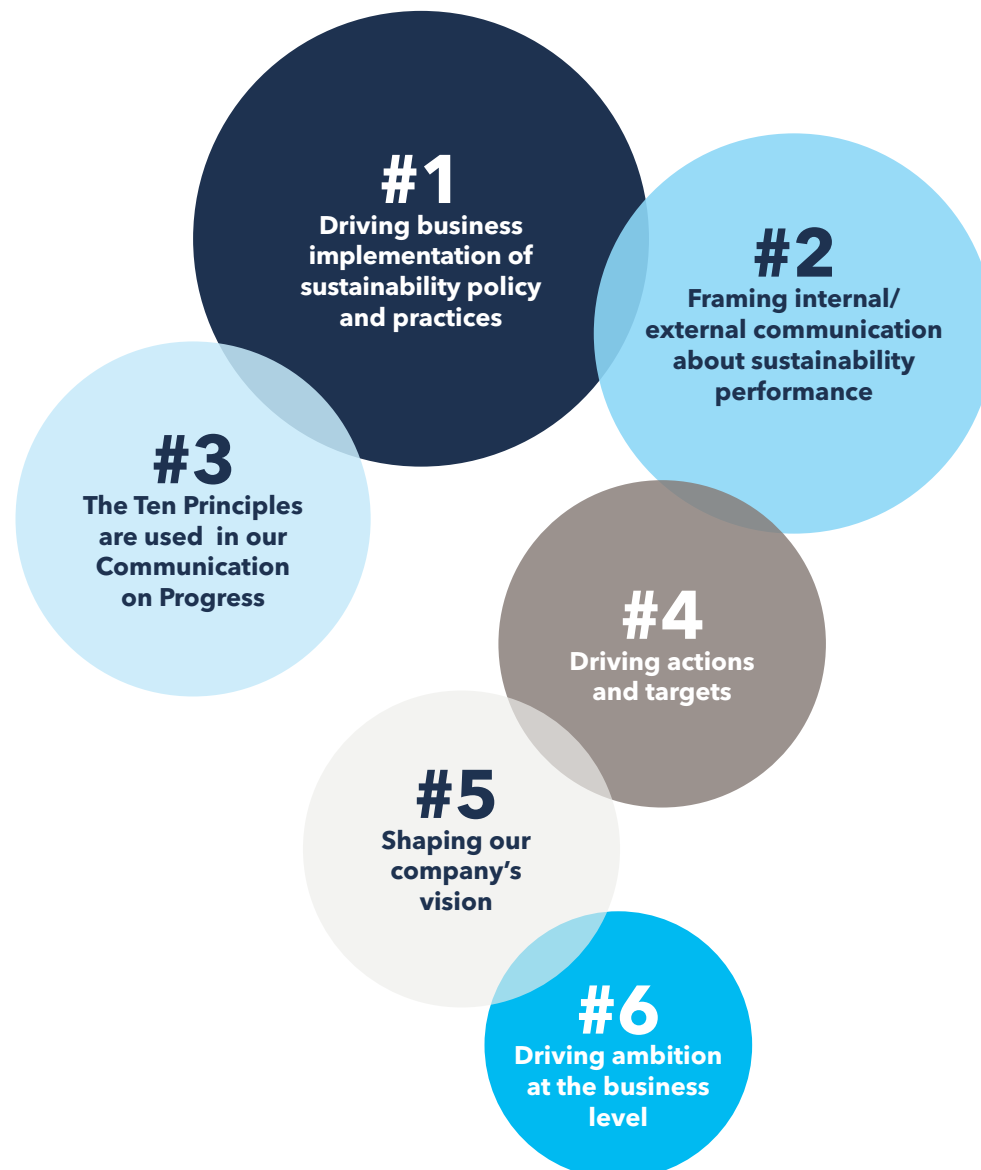 #1
Driving business
implementation of
sustainability policy
and practices
#2
Framing internal/
external communication
about sustainability
performance
#3
The Ten Principles
are used  in our
Communication
on Progress
#4
Driving actions
and targets
#5
Shaping our
company’s
vision
#6
Driving ambition
at the business
level